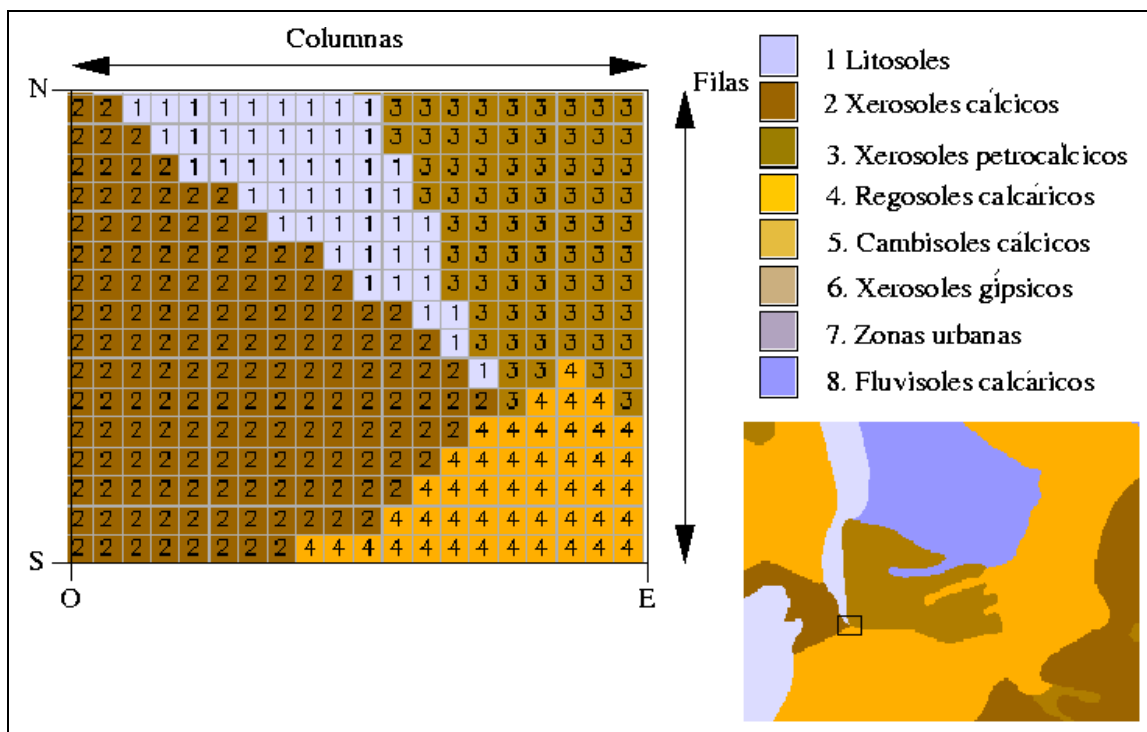 Columnas
N
Filas
2 2 1 1 1 1 1 1 1 1 1 3 3 3 3 3 3 3 3 3
2 2 2 1 1 1 1 1 1 1 1 3 3 3 3 3 3 3 3 3
2 2 2 2 1 1 1 1 1 1 1 1 3 3 3 3 3 3 3 3
2 2 2 2 2 2 1 1 1 1 1 1 3 3 3 3 3 3 3 3
2 2 2 2 2 2 2 1 1 1 1 1 1 3 3 3 3 3 3 3
2 2 2 2 2 2 2 2 2 1 1 1 1 3 3 3 3 3 3 3
2 2 2 2 2 2 2 2 2 2 1 1 1 3 3 3 3 3 3 3
2 2 2 2 2 2 2 2 2 2 2 2 1 1 3 3 3 3 3 3
2 2 2 2 2 2 2 2 2 2 2 2 2 1 3 3 3 3 3 3
2 2 2 2 2 2 2 2 2 2 2 2 2 2 1 3 3 4 3 3
2 2 2 2 2 2 2 2 2 2 2 2 2 2 2 3 4 4 4 3
2 2 2 2 2 2 2 2 2 2 2 2 2 2 4 4 4 4 4 4
2 2 2 2 2 2 2 2 2 2 2 2 2 4 4 4 4 4 4 4
2 2 2 2 2 2 2 2 2 2 2 2 4 4 4 4 4 4 4 4
2 2 2 2 2 2 2 2 2 2 2 4 4 4 4 4 4 4 4 4
2 2 2 2 2 2 2 2 4 4 4 4 4 4 4 4 4 4 4 4
S
O
E
1 Litosoles
2 Xerosoles cálcicos
3. Xerosoles petrocalcicos
4. Regosoles calcáricos
5. Cambisoles cálcicos
6. Xerosoles gípsicos
7. Zonas urbanas
8. Fluvisoles calcáricos